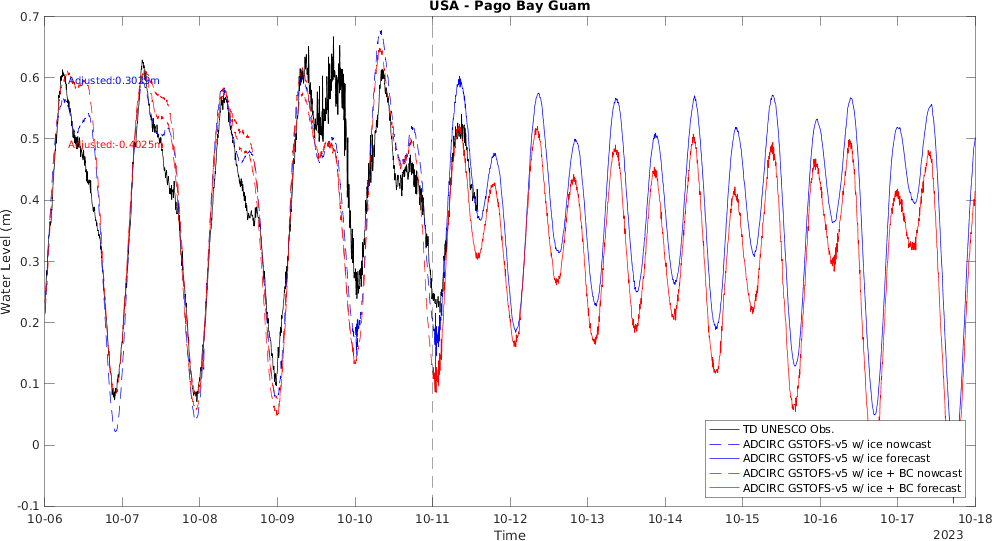 USA - Pago Bay Guam
0.7
0.6
0.5
0.4
0.3
0.2
0.1
0
-0.1
Water Level (m)
Adjusted:0.3025m
Adjusted:-0.4025m
TD UNESCO Obs.
ADCIRC GSTOFS-v5 w/ ice nowcast
ADCIRC GSTOFS-v5 w/ ice forecast
ADCIRC GSTOFS-v5 w/ ice + BC nowcast
ADCIRC GSTOFS-v5 w/ ice + BC forecast
10-06 10-07 10-08 10-09 10-10 10-11 10-12 10-13 10-14 10-15 10-16 10-17 10-18
Time
2023